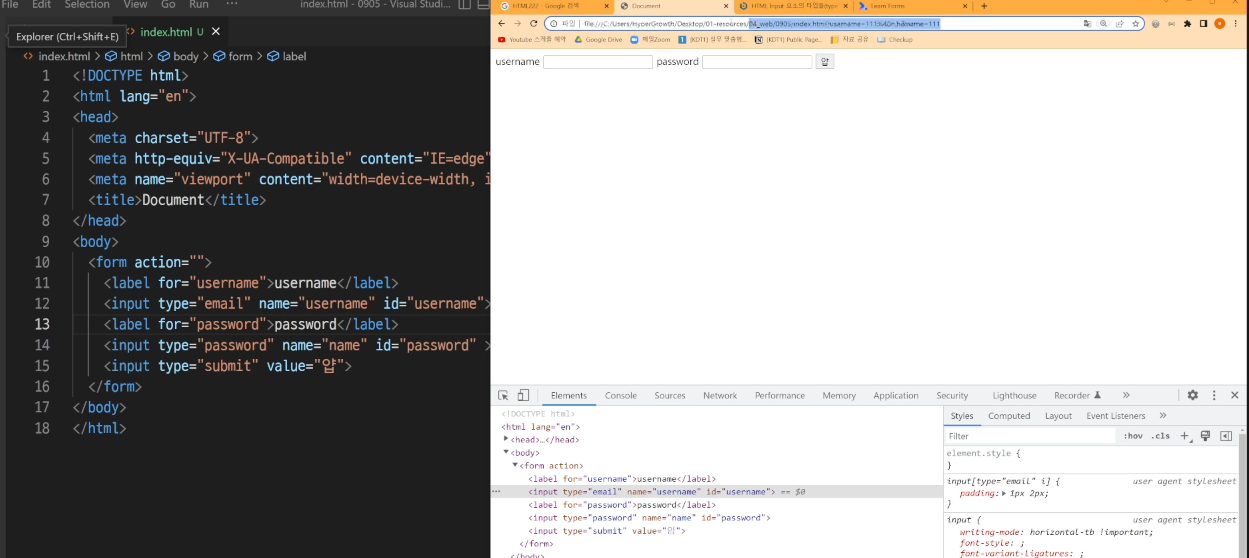 File Edit Selection View Go Run ··· index.html - 0905 - Visual Studi...
Explorer (Ctrl+Shift+E)
index.html U ×
index.html > html > body > form > label
1 <!DOCTYPE html>
2 <html lang="en">
3 <head>
4 <meta charset="UTF-8">
5 <meta http-equiv="X-UA-Compatible" content="IE=edge"
6 <meta name="viewport" content="width=device-width, i
7 <title>Document</title>
8 </head>
9 <body>
10 <form action="">
11 <label for="username">username</label>
12 <input type="email" name="username" id="username">
13 <label for="password">password</label>
14 <input type="password" name="name" id="password" >
15 <input type="submit" value="얍">
16 </form>
17 </body>
18 </html>
HTML222 - Google 검색 Document HTML Input 요소의 타입들(type Learn Forms
파일 file:///C:/Users/HyperGrowth/Desktop/01-resources/04_web/0905/index.html?username=111%40n.h&name=111
Youtube 스케줄 예약 Google Drive 해찜Zoom [KDT1] 실무 맞춤형... [KDT1] Public Page... 자료 공유 Checkup
username password 얍
Elements Console Sources Network Performance Memory Application Security Lighthouse Recorder »
<!DOCTYPE html>
<html lang="en">
<head>…</head>
<body>
<form action>
<label for="username">username</label>
<input type="email" name="username" id="username"> == $0
<label for="password">password</label>
<input type="password" name="name" id="password">
<input type="submit" value="얍">
</form>
</body>
Styles Computed Layout Event Listeners »
Filter :hov .cls +
element.style {
}
input[type="email" i] { user agent stylesheet
padding: 1px 2px;
}
input { user agent stylesheet
writing-mode: horizontal-tb !important;
font-style: ;
font-variant-ligatures: ;